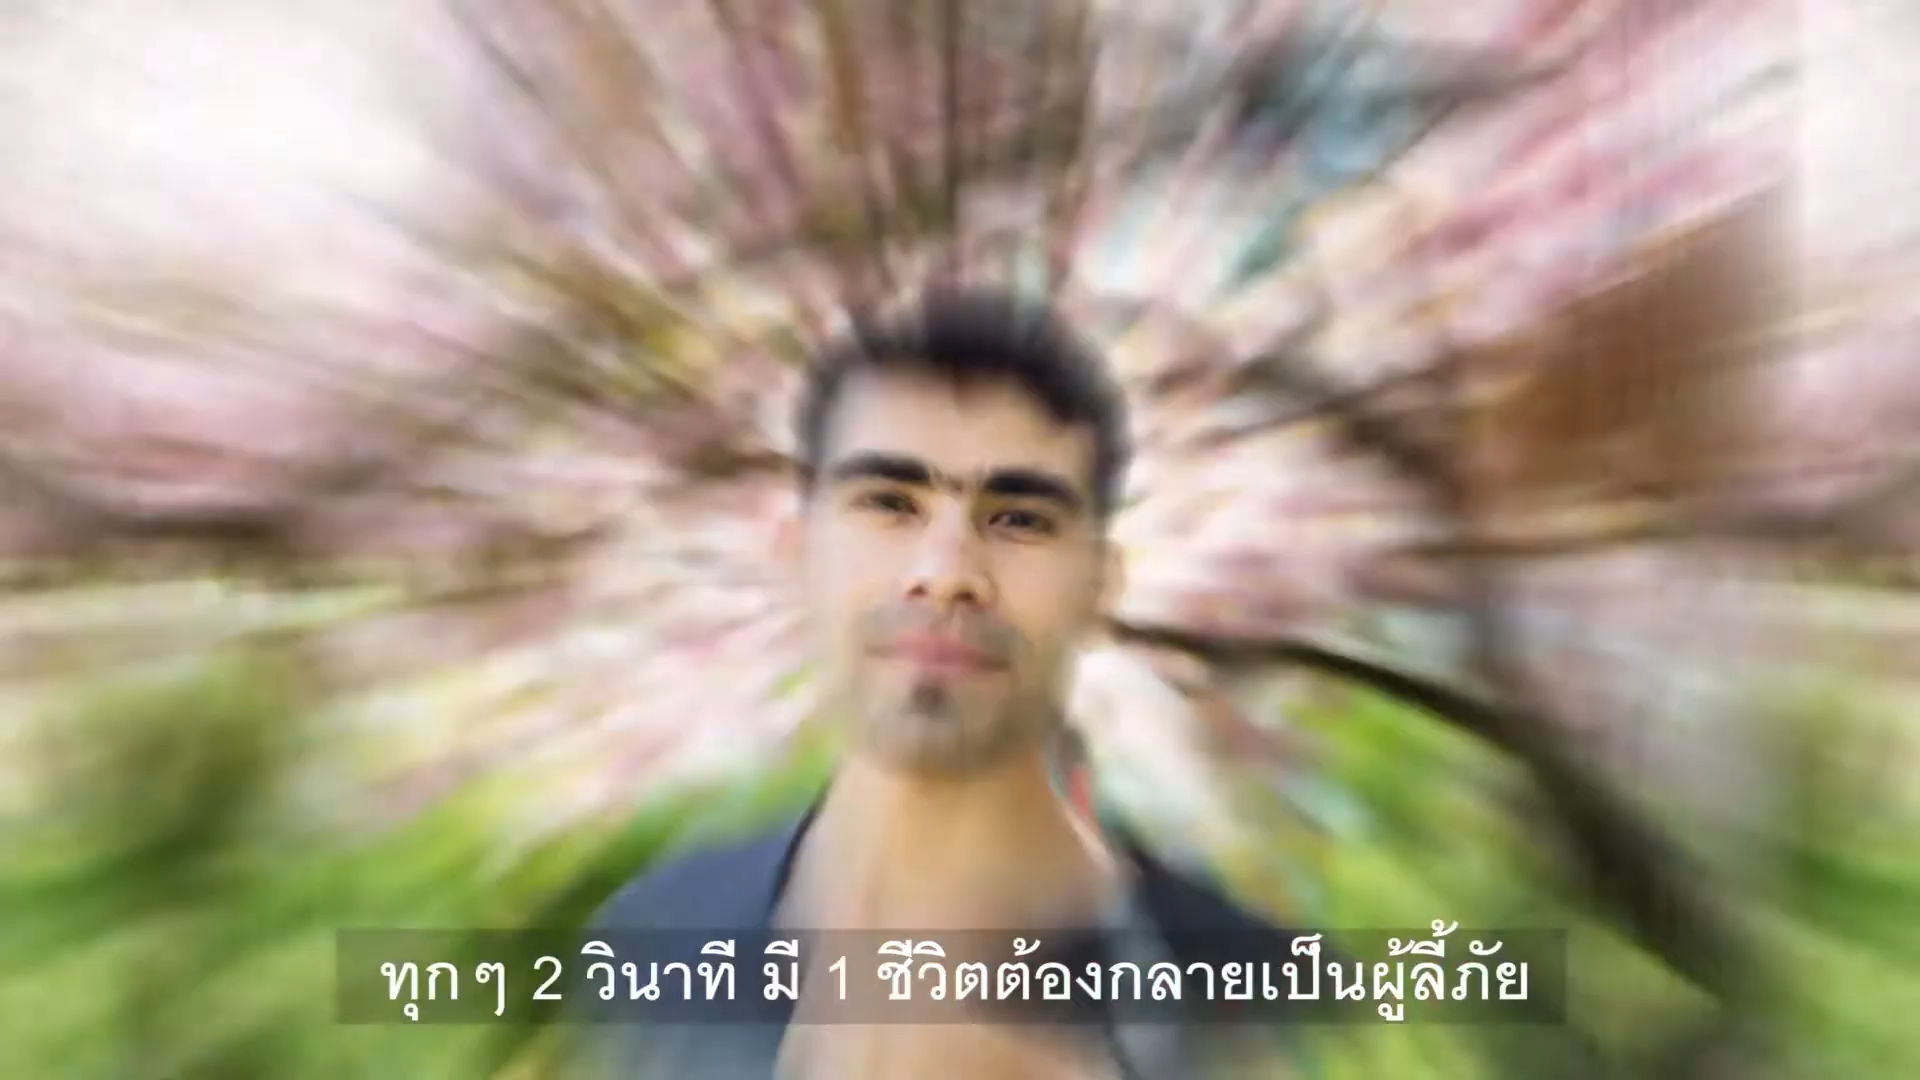 ทุกๆ 2 วินาที มี 1 ชีวิตต้องกลายเป็นผู้ลี้ภัย